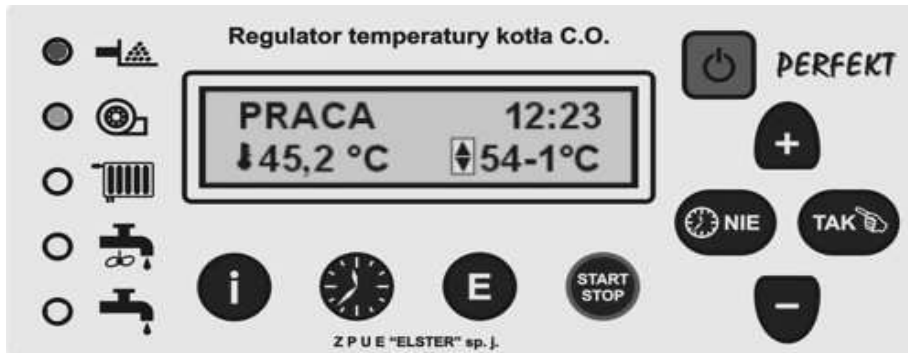 Regulator temperatury kotła C.O.
PERFEKT
PRACA 12:23
45,2 °C 54-1°C
+
NIE
TAK
i
E
START
STOP
-
Z P U E "ELSTER" sp. j.